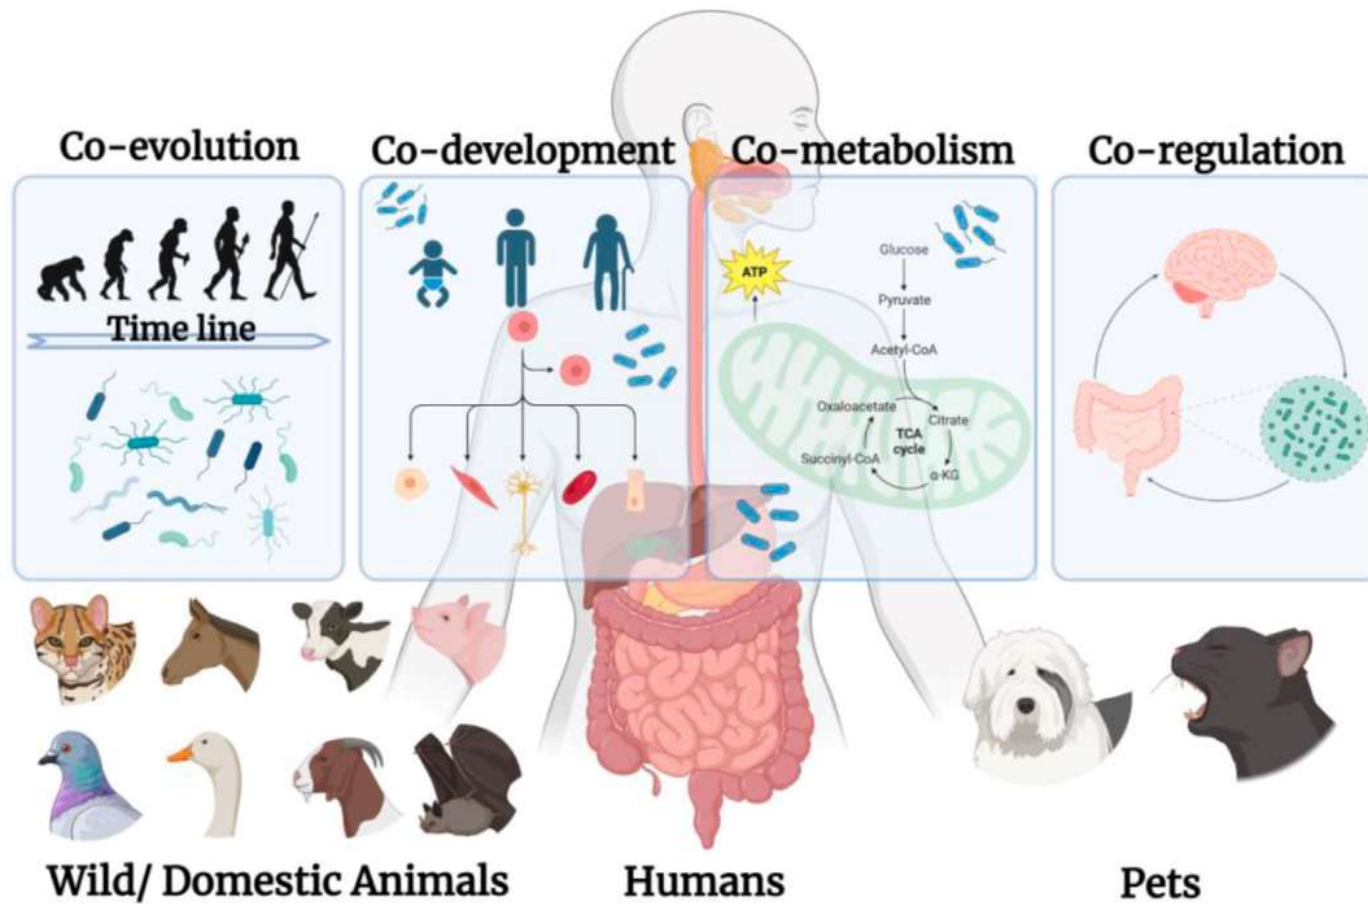 Co-evolution
Co-development
Co-metabolism
Co-regulation
Time line
ATP
Glucose
Pyruvate
Acetyl-CoA
Oxaloacetate
Citrate
TCA
cycle
Succinyl-CoA
α-KG
Wild/ Domestic Animals
Humans
Pets